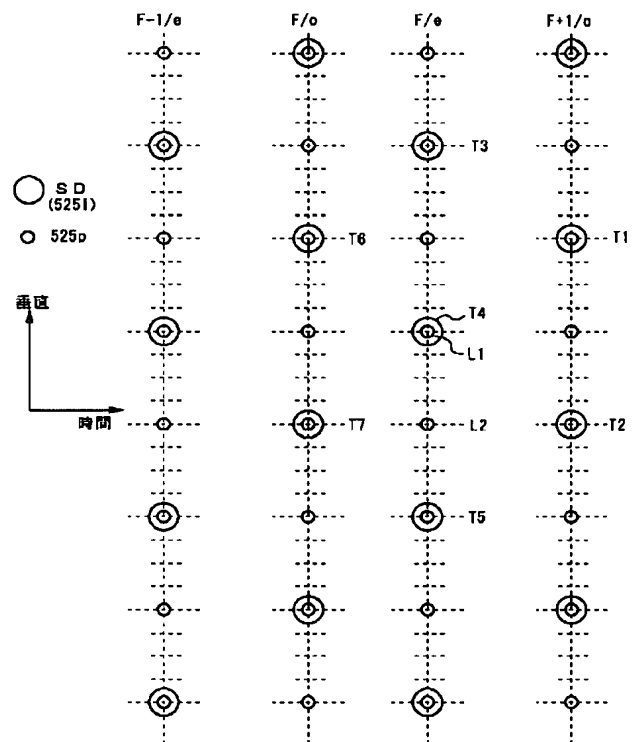 F-1/e F/o F/e F+1/o
T3
SD
(525I)
525p
T6 T1
垂直
T4
L1
時間
T7 L2 T2
T5